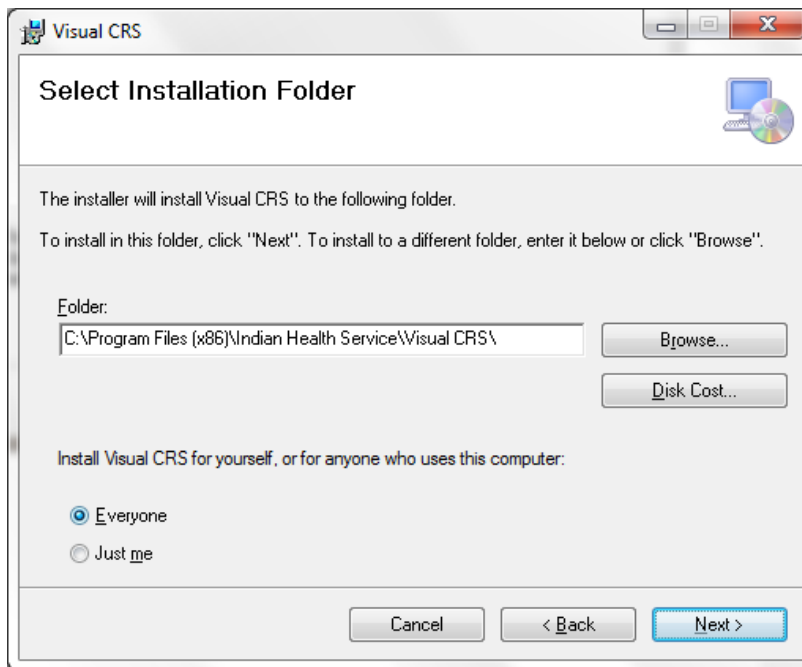 Visual CRS
Select Installation Folder
The installer will install Visual CRS to the following folder.
To install in this folder, click "Next". To install to a different folder, enter it below or click "Browse".
Folder:
C:\Program Files (x86)\Indian Health Service\Visual CRS\
Browse...
Disk Cost...
Install Visual CRS for yourself, or for anyone who uses this computer:
Everyone
Just me
Cancel
< Back
Next >